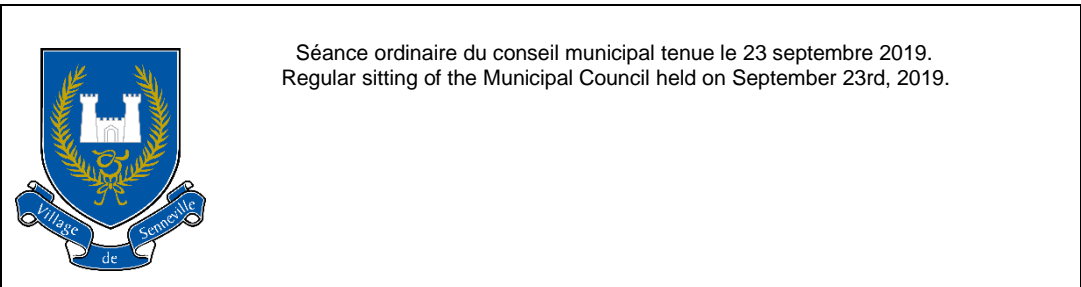 Séance ordinaire du conseil municipal tenue le 23 septembre 2019.
Regular sitting of the Municipal Council held on September 23rd, 2019.
Village
de
Senneville